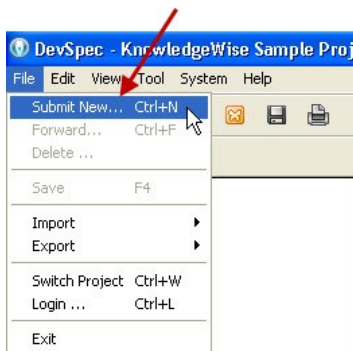 DevSpec - KnowledgeWise Sample Proj
File Edit View Tool System Help
Submit New... Ctrl+N
Forward... Ctrl+F
Delete ...
Save F4
Import
Export
Switch Project Ctrl+W
Login ... Ctrl+L
Exit